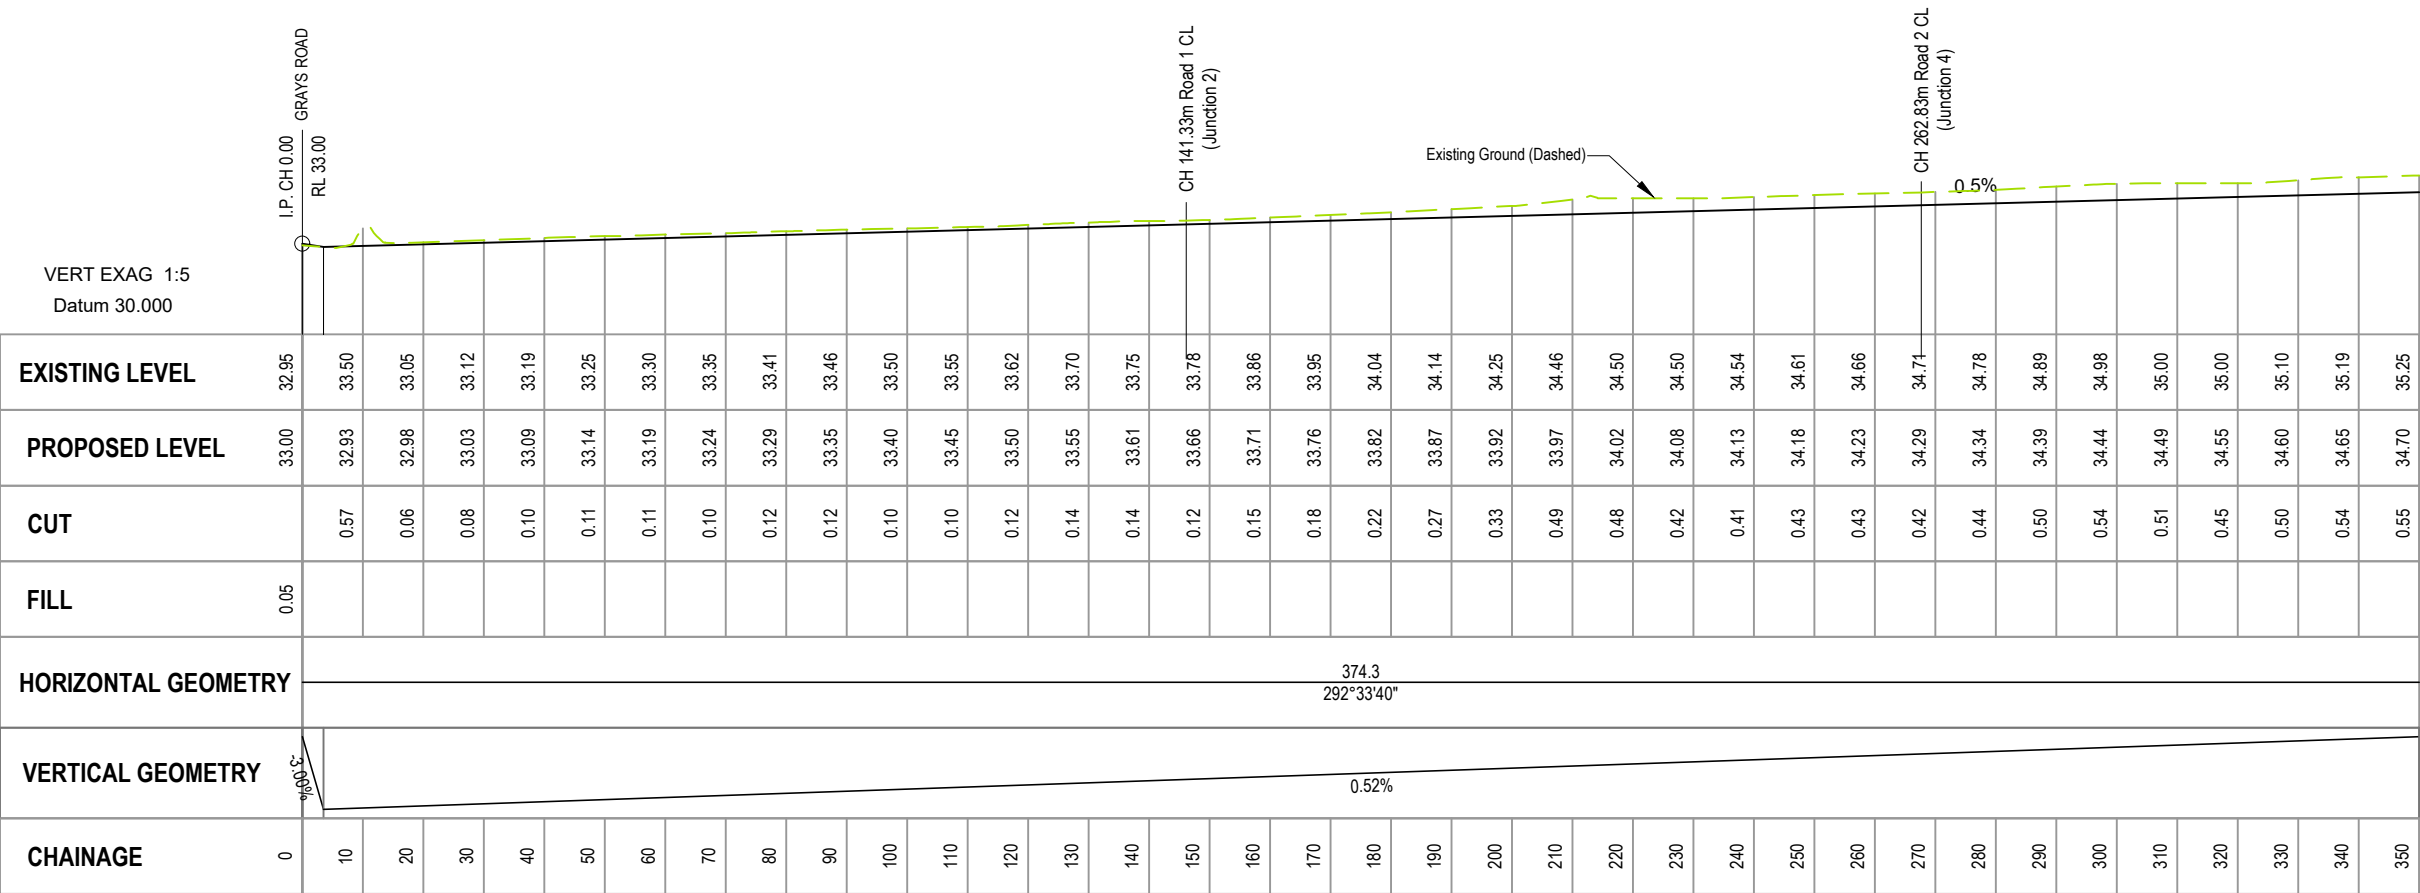 I.P. CH 0.00
GRAYS ROAD
RL 33.00
CH 141.33m Road 1 CL
(Junction 2)
Existing Ground (Dashed)
CH 262.83m Road 2 CL
(Junction 4)
0.5%
VERT EXAG 1:5
Datum 30.000
EXISTING LEVEL 32.95 33.50 33.05 33.12 33.19 33.25 33.30 33.35 33.41 33.46 33.50 33.55 33.62 33.70 33.75 33.78 33.86 33.95 34.04 34.14 34.25 34.46 34.50 34.50 34.54 34.61 34.66 34.71 34.78 34.89 34.98 35.00 35.00 35.10 35.19 35.25
PROPOSED LEVEL 33.00 32.93 32.98 33.03 33.09 33.14 33.19 33.24 33.29 33.35 33.40 33.45 33.50 33.55 33.61 33.66 33.71 33.76 33.82 33.87 33.92 33.97 34.02 34.08 34.13 34.18 34.23 34.29 34.34 34.39 34.44 34.49 34.55 34.60 34.65 34.70
CUT 0.57 0.06 0.08 0.10 0.11 0.11 0.10 0.12 0.12 0.10 0.10 0.12 0.14 0.14 0.12 0.15 0.18 0.22 0.27 0.33 0.49 0.48 0.42 0.41 0.43 0.43 0.42 0.44 0.50 0.54 0.51 0.45 0.50 0.54 0.55
FILL 0.05
HORIZONTAL GEOMETRY
374.3
292°33'40"
VERTICAL GEOMETRY
-3.00%
0.52%
CHAINAGE 0 10 20 30 40 50 60 70 80 90 100 110 120 130 140 150 160 170 180 190 200 210 220 230 240 250 260 270 280 290 300 310 320 330 340 350